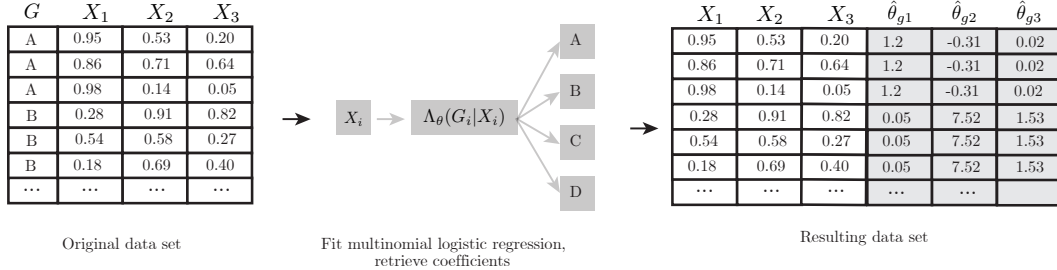 G X₁ X₂ X₃
A 0.95 0.53 0.20
A 0.86 0.71 0.64
A 0.98 0.14 0.05
B 0.28 0.91 0.82
B 0.54 0.58 0.27
B 0.18 0.69 0.40
... ... ... ...
Original data set
Xᵢ
Λ_θ(Gᵢ|Xᵢ)
A
B
C
D
Fit multinomial logistic regression,
retrieve coefficients
X₁ X₂ X₃ θ̂_g1 θ̂_g2 θ̂_g3
0.95 0.53 0.20 1.2 -0.31 0.02
0.86 0.71 0.64 1.2 -0.31 0.02
0.98 0.14 0.05 1.2 -0.31 0.02
0.28 0.91 0.82 0.05 7.52 1.53
0.54 0.58 0.27 0.05 7.52 1.53
0.18 0.69 0.40 0.05 7.52 1.53
... ... ... ... ...
Resulting data set